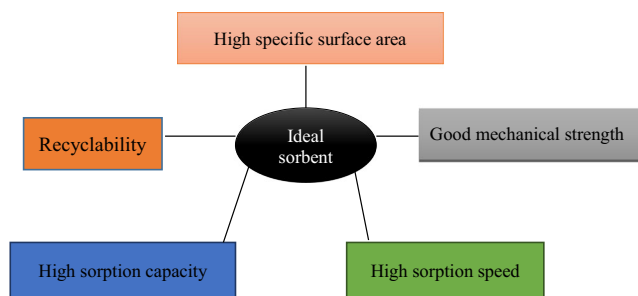 High specific surface area
Recyclability
Ideal
sorbent
Good mechanical strength
High sorption capacity
High sorption speed